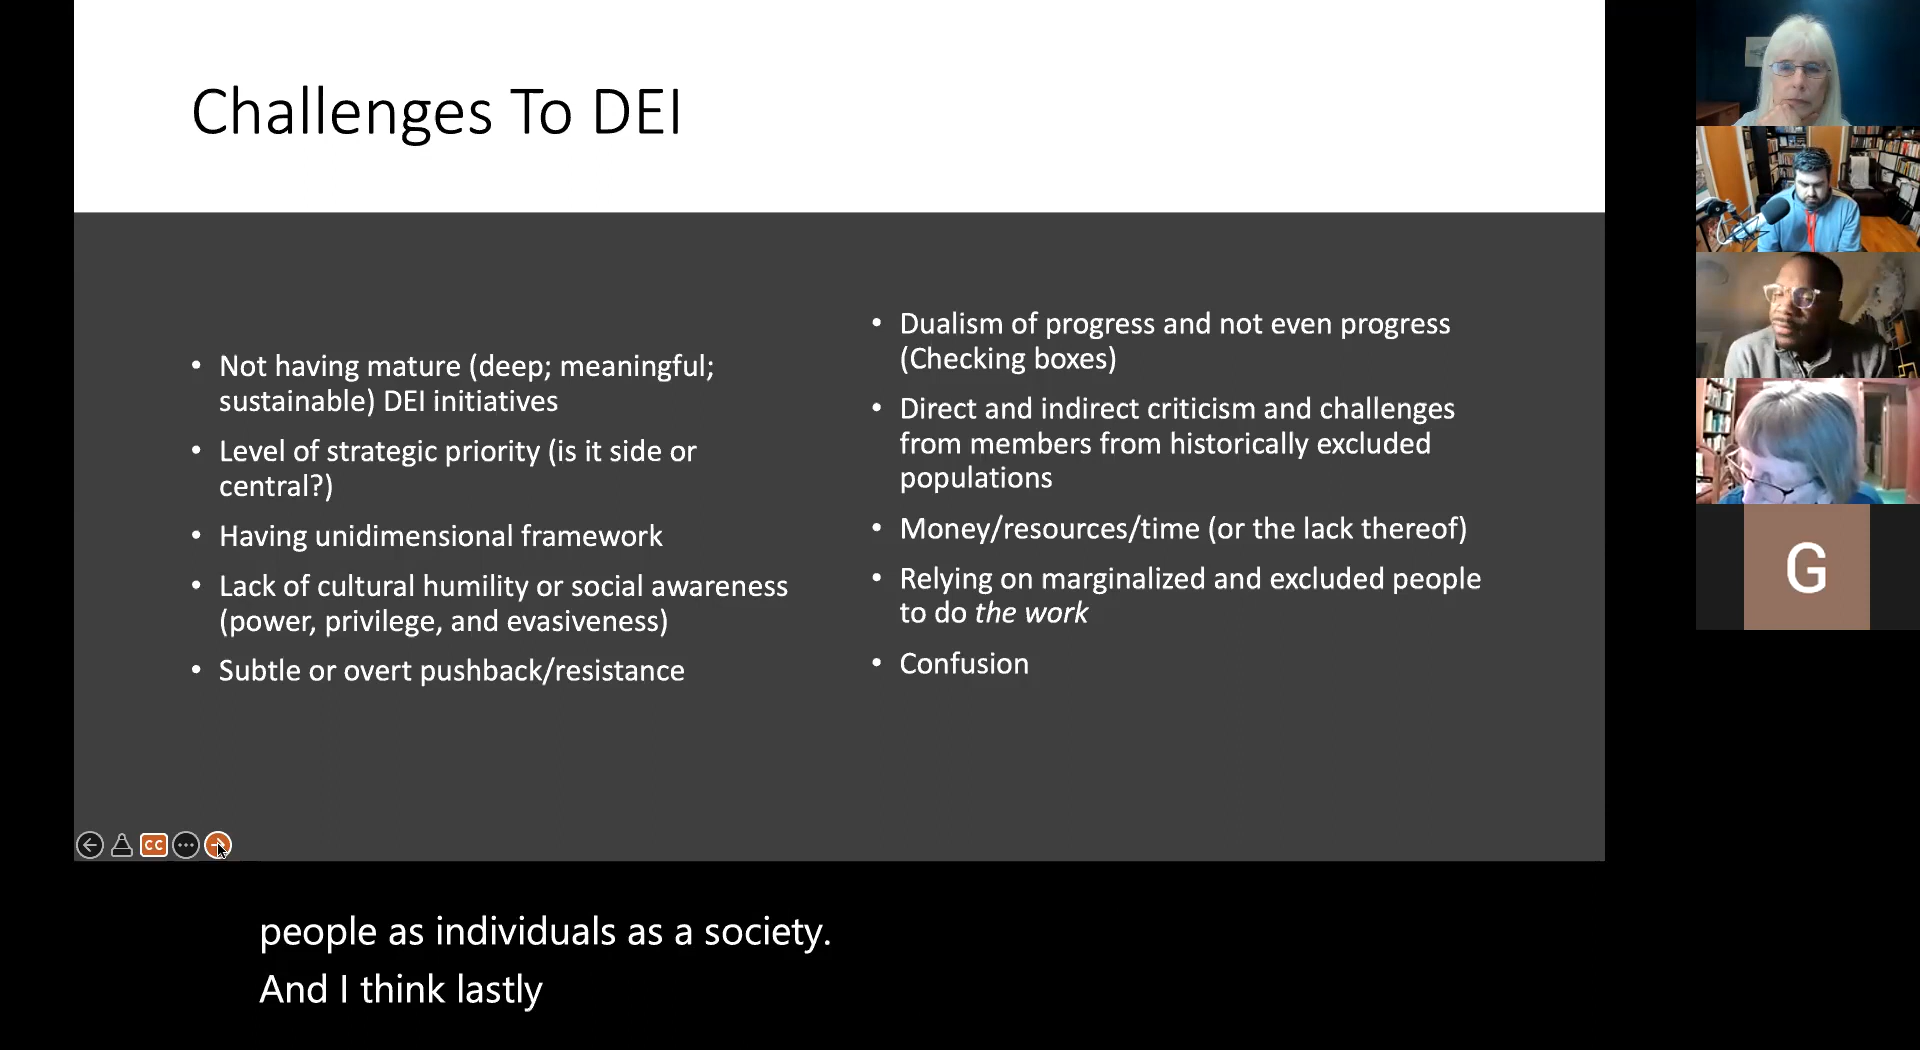 Challenges To DEI
• Not having mature (deep; meaningful;
sustainable) DEI initiatives
• Level of strategic priority (is it side or
central?)
• Having unidimensional framework
• Lack of cultural humility or social awareness
(power, privilege, and evasiveness)
• Subtle or overt pushback/resistance
• Dualism of progress and not even progress
(Checking boxes)
• Direct and indirect criticism and challenges
from members from historically excluded
populations
• Money/resources/time (or the lack thereof)
• Relying on marginalized and excluded people
to do the work
• Confusion
CC
people as individuals as a society.
And I think lastly
G